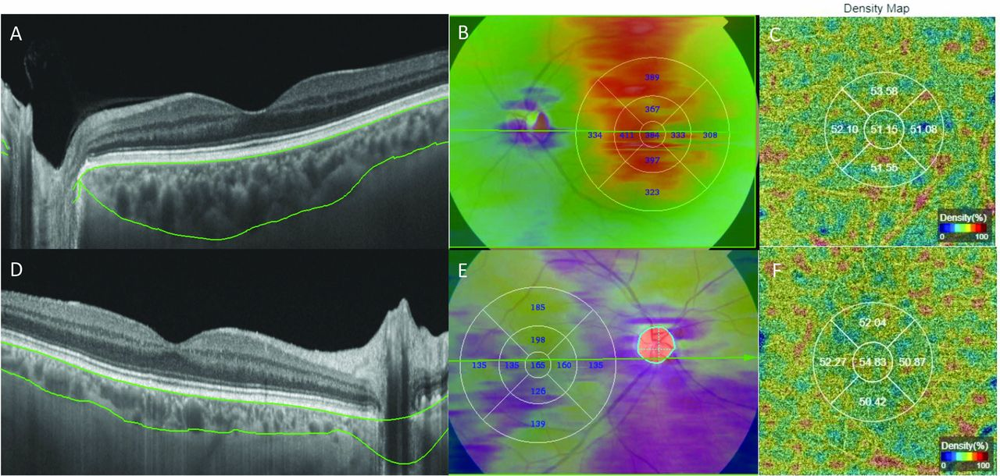 Density Map
A
B
C
389
367
334 411 384 333 308
397
323
53.58
52.10 51.15 51.08
51.55
Density(%)
0 100
D
E
F
185
198
135 135 165 160 135
126
139
52.04
52.27 54.83 50.87
50.42
Density(%)
0 100